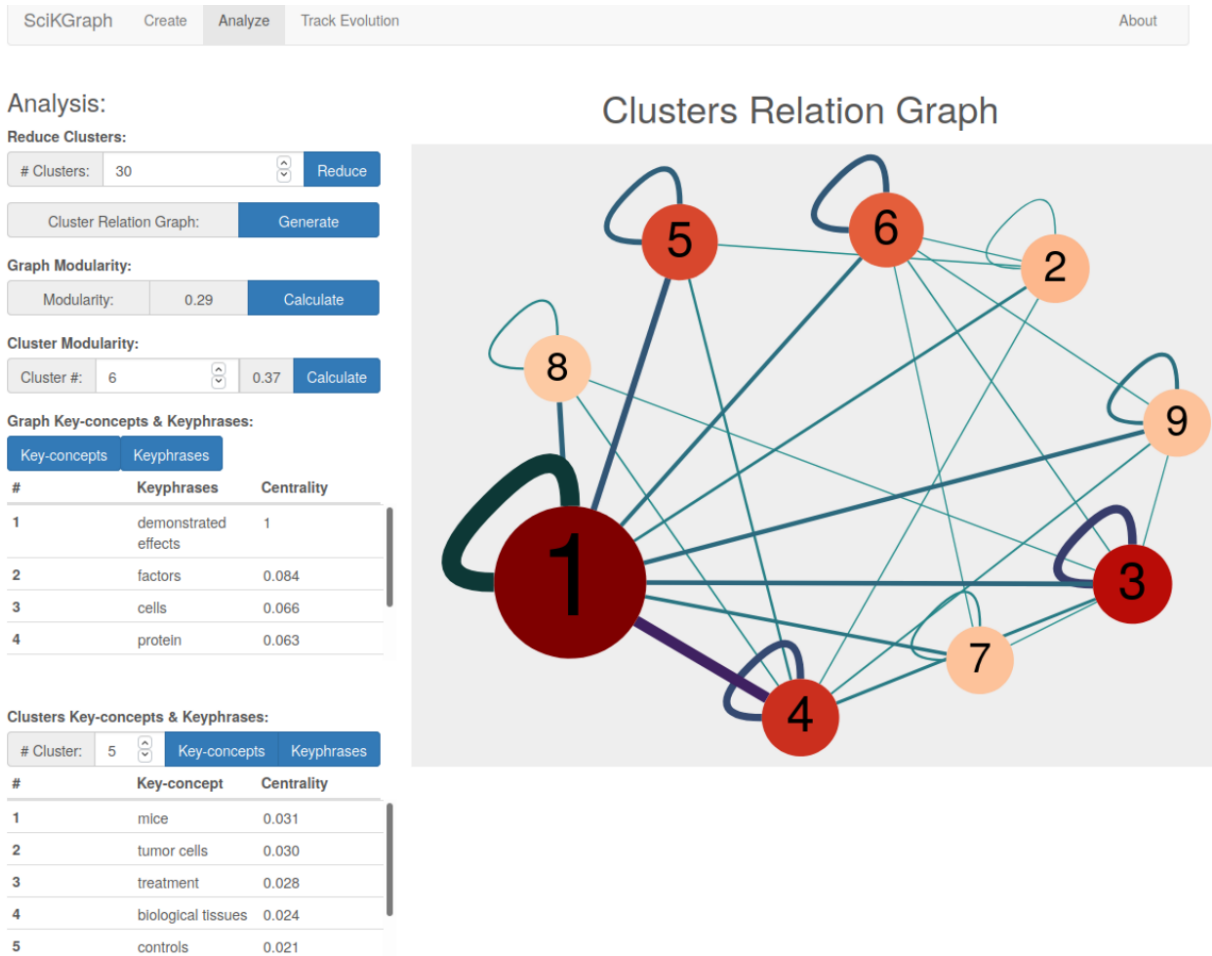 SciKGraph Create Analyze Track Evolution About
Analysis:
Reduce Clusters:
# Clusters: 30 Reduce
Cluster Relation Graph: Generate
Graph Modularity:
Modularity: 0.29 Calculate
Cluster Modularity:
Cluster #: 6 0.37 Calculate
Graph Key-concepts & Keyphrases:
Key-concepts Keyphrases
# Keyphrases Centrality
1 demonstrated 1
effects
2 factors 0.084
3 cells 0.066
4 protein 0.063
Clusters Key-concepts & Keyphrases:
# Cluster: 5 Key-concepts Keyphrases
# Key-concept Centrality
1 mice 0.031
2 tumor cells 0.030
3 treatment 0.028
4 biological tissues 0.024
5 controls 0.021
Clusters Relation Graph
5
6
2
8
9
1
3
7
4